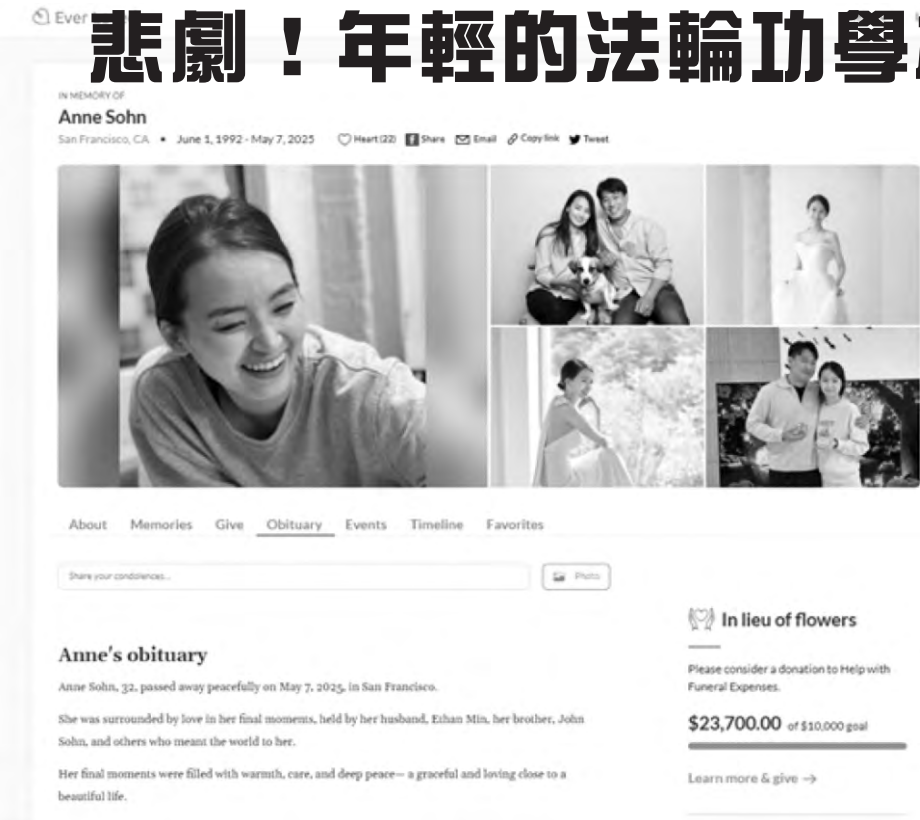 Ever
悲劇！年輕的法輪功學
IN MEMORY OF
Anne Sohn
San Francisco, CA • June 1, 1992 - May 7, 2025 Heart (22) Share Email Copy link Tweet
About Memories Give Obituary Events Timeline Favorites
Share your condolences... Photo
In lieu of flowers
Please consider a donation to Help with
Funeral Expenses.
$23,700.00 of $10,000 goal
Learn more & give →
Anne's obituary
Anne Sohn, 32, passed away peacefully on May 7, 2025, in San Francisco.
She was surrounded by love in her final moments, held by her husband, Ethan Min, her brother, John
Sohn, and others who meant the world to her.
Her final moments were filled with warmth, care, and deep peace— a graceful and loving close to a
beautiful life.